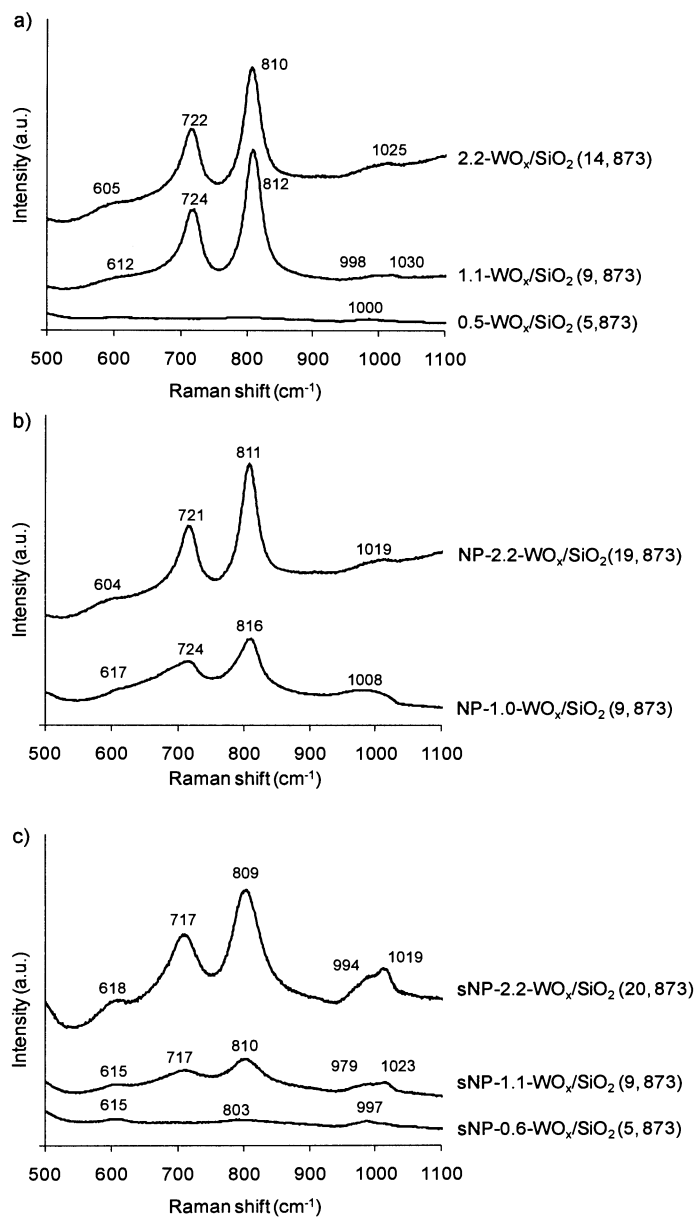 a)
Intensity (a.u.)
810
722
1025
2.2-WOₓ/SiO₂ (14, 873)
605
812
724
612
998
1030
1.1-WOₓ/SiO₂ (9, 873)
1000
0.5-WOₓ/SiO₂ (5,873)
500 600 700 800 900 1000 1100
Raman shift (cm⁻¹)
b)
Intensity (a.u.)
811
721
1019
NP-2.2-WOₓ/SiO₂(19, 873)
604
816
724
617
1008
NP-1.0-WOₓ/SiO₂ (9, 873)
500 600 700 800 900 1000 1100
Raman shift (cm⁻¹)
c)
Intensity (a.u.)
809
717
994
1019
618
sNP-2.2-WOₓ/SiO₂ (20, 873)
615
717
810
979
1023
sNP-1.1-WOₓ/SiO₂ (9, 873)
615
803
997
sNP-0.6-WOₓ/SiO₂ (5, 873)
500 600 700 800 900 1000 1100
Raman shift (cm⁻¹)